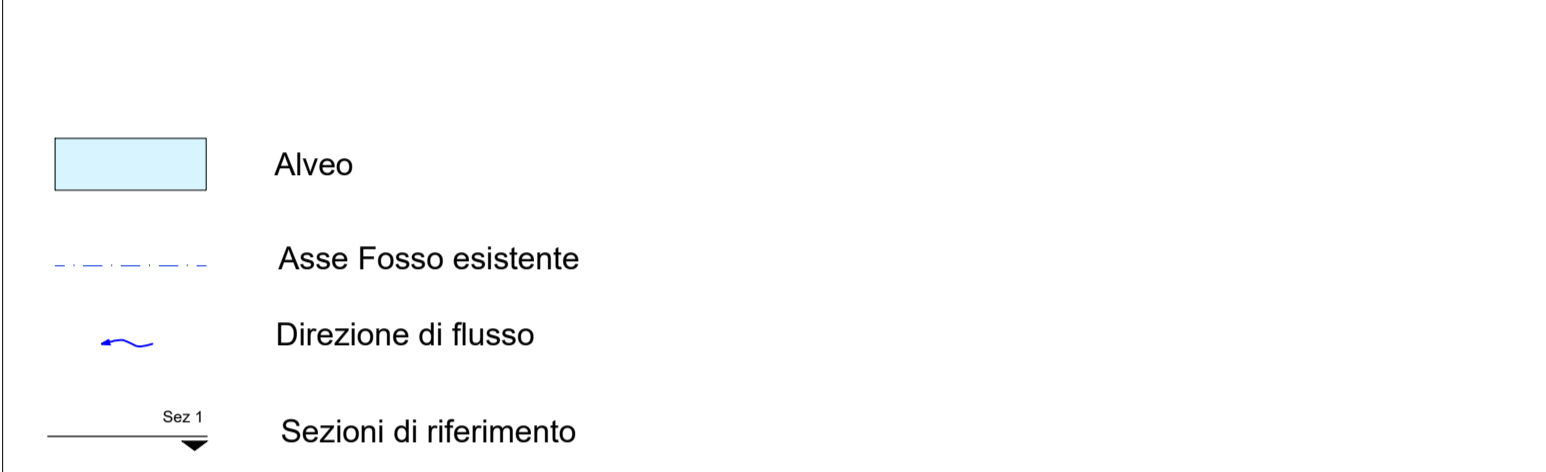 Alveo
Asse Fosso esistente
Direzione di flusso
Sez 1
Sezioni di riferimento